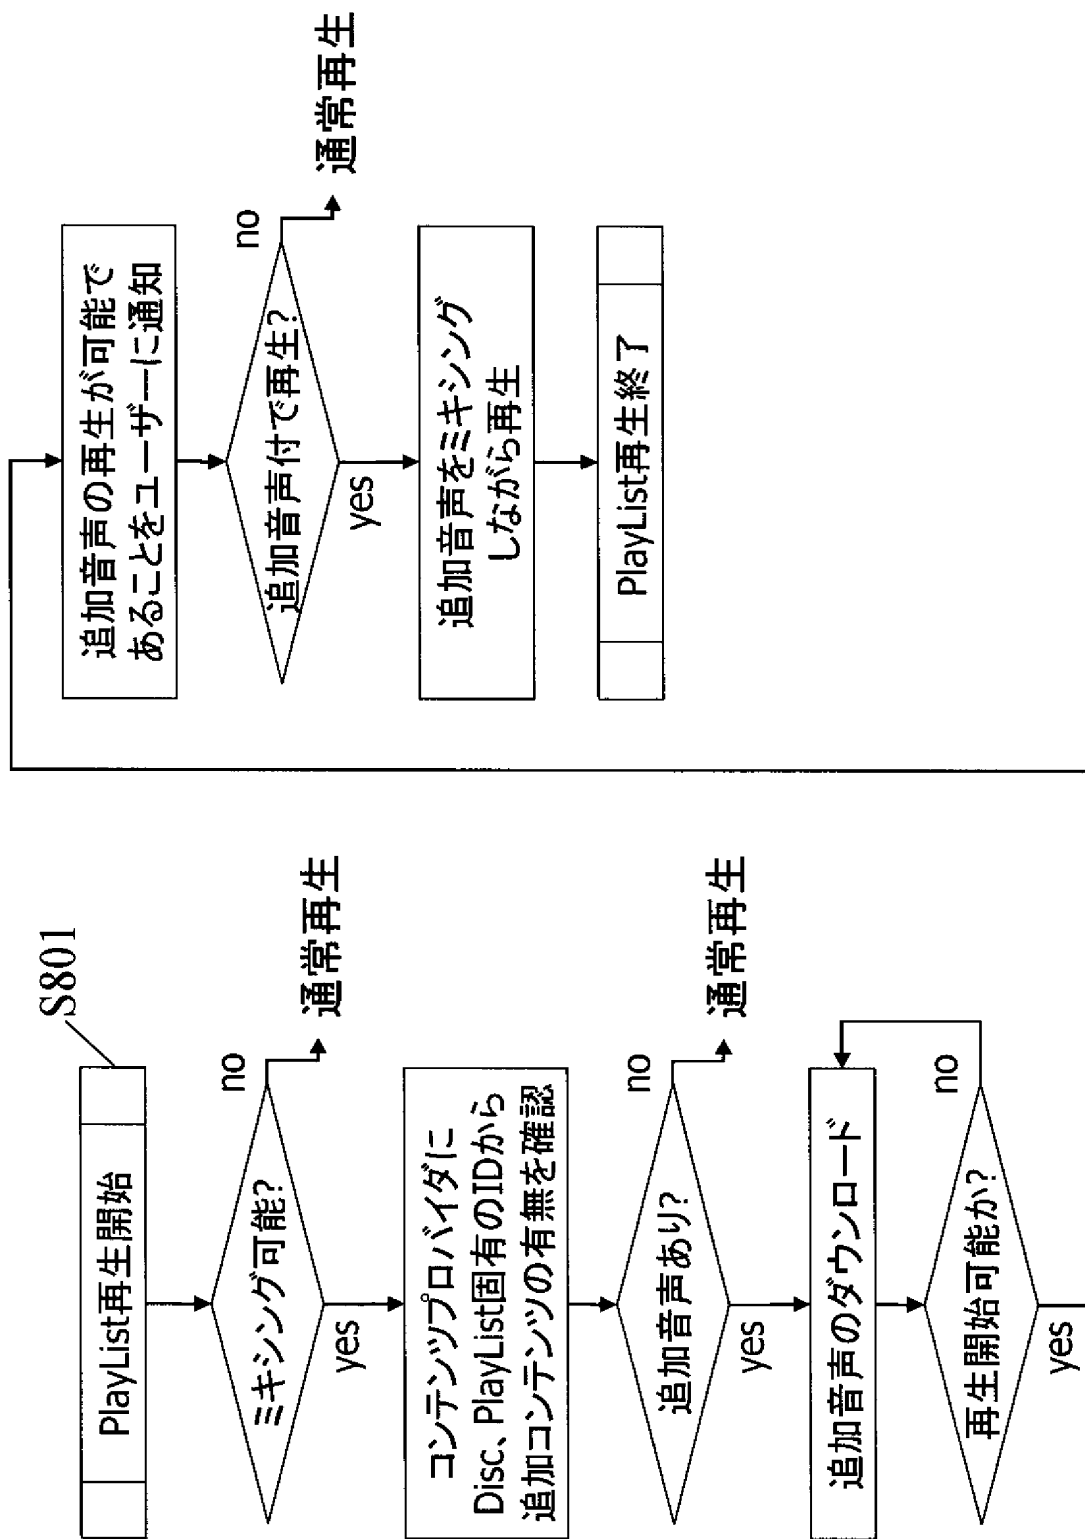 S801
PlayList再生開始
ミキシング可能?
no
通常再生
yes
コンテンツプロバイダに
Disc、PlayList固有のIDから
追加コンテンツの有無を確認
追加音声あり?
no
通常再生
yes
追加音声のダウンロード
再生開始可能か?
no
yes
追加音声の再生が可能で
あることをユーザーに通知
追加音声付で再生?
no
通常再生
yes
追加音声をミキシング
しながら再生
PlayList再生終了